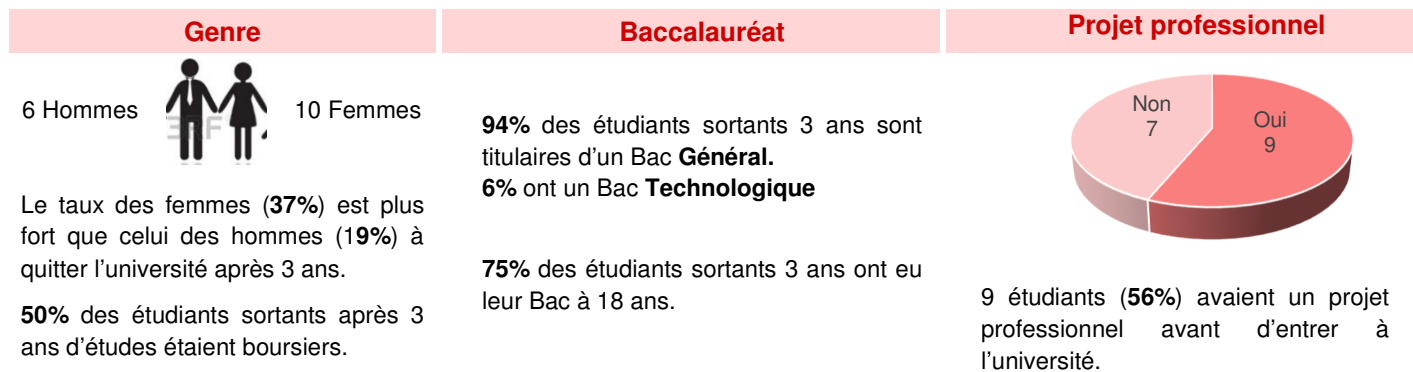 Genre
6 Hommes
10 Femmes
Le taux des femmes (37%) est plus
fort que celui des hommes (19%) à
quitter l'université après 3 ans.
50% des étudiants sortants après 3
ans d'études étaient boursiers.
Baccalauréat
94% des étudiants sortants 3 ans sont
titulaires d'un Bac Général.
6% ont un Bac Technologique
75% des étudiants sortants 3 ans ont eu
leur Bac à 18 ans.
Projet professionnel
Non
7
Oui
9
9 étudiants (56%) avaient un projet
professionnel avant d'entrer à
l'université.